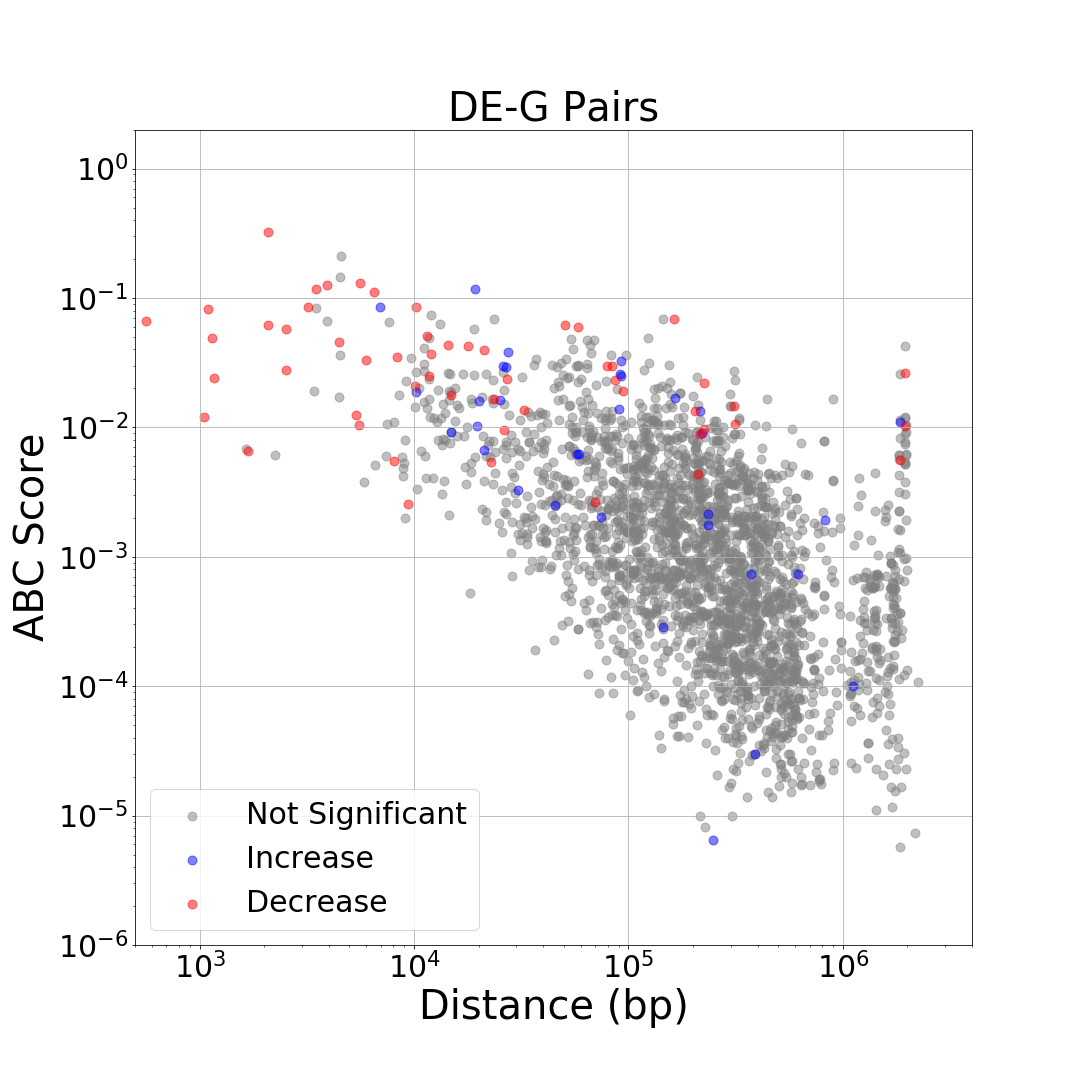 DE-G Pairs
ABC Score
10^0
10^-1
10^-2
10^-3
10^-4
10^-5
10^-6
Not Significant
Increase
Decrease
10^3 10^4 10^5 10^6
Distance (bp)